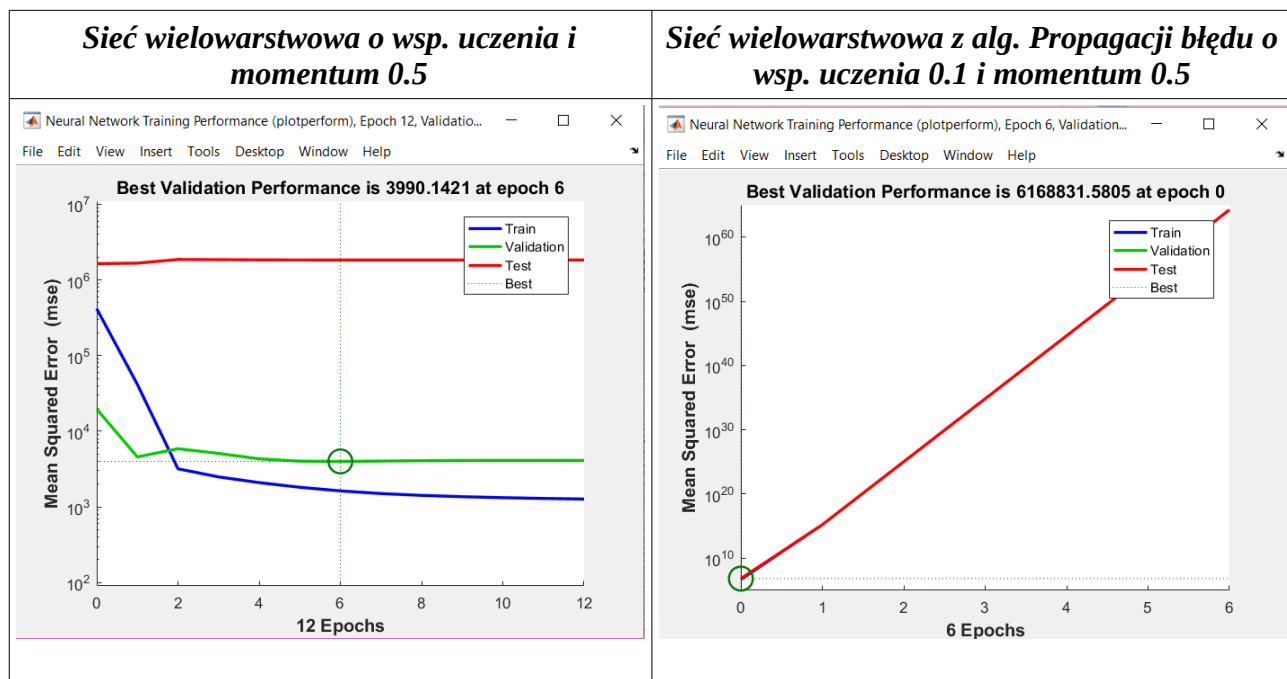 Sieć wielowarstwowa o wsp. uczenia i
momentum 0.5
Sieć wielowarstwowa z alg. Propagacji błędu o
wsp. uczenia 0.1 i momentum 0.5
Neural Network Training Performance (plotperform), Epoch 12, Validatio...
File Edit View Insert Tools Desktop Window Help
Best Validation Performance is 3990.1421 at epoch 6
Mean Squared Error (mse)
10^7
10^6
10^5
10^4
10^3
10^2
Train
Validation
Test
Best
0 2 4 6 8 10 12
12 Epochs
Neural Network Training Performance (plotperform), Epoch 6, Validation...
File Edit View Insert Tools Desktop Window Help
Best Validation Performance is 6168831.5805 at epoch 0
Mean Squared Error (mse)
10^60
10^50
10^40
10^30
10^20
10^10
Train
Validation
Test
Best
0 1 2 3 4 5 6
6 Epochs